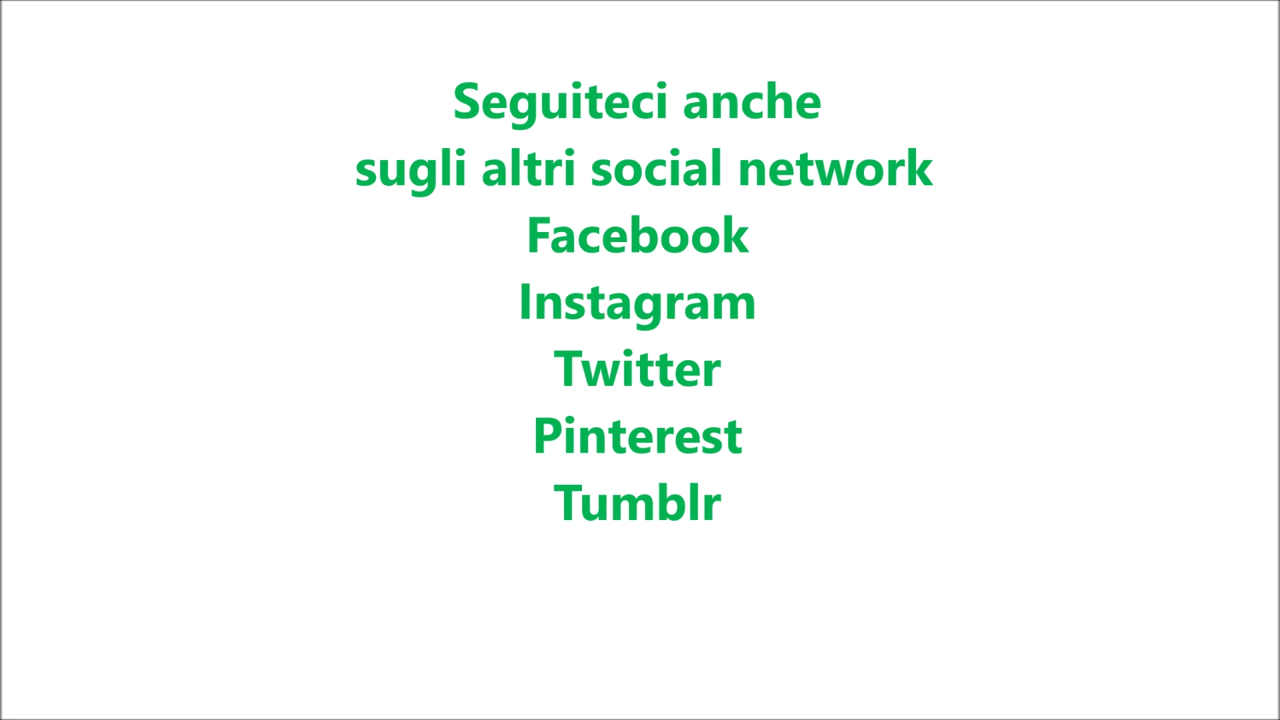 Seguiteci anche
sugli altri social network
Facebook
Instagram
Twitter
Pinterest
Tumblr